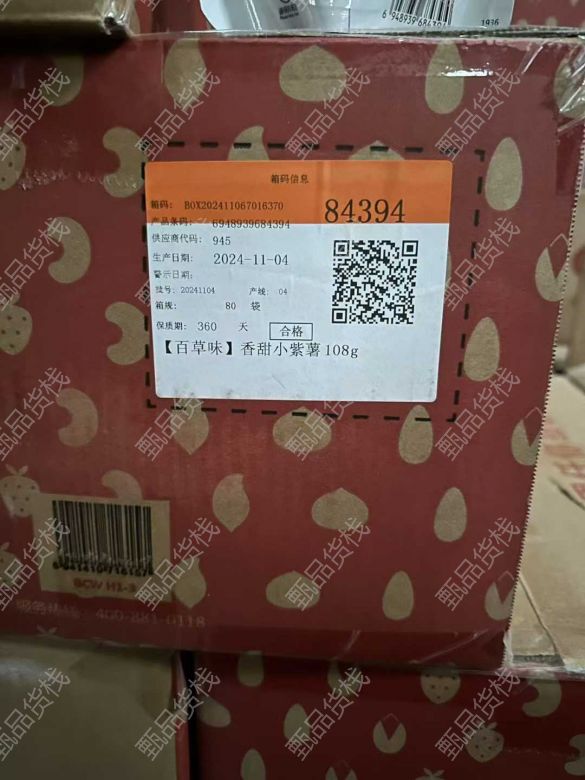 1936
箱码信息
箱码: BOX202411067016370
84394
产品条码: 6948939684394
供应商代码: 945
生产日期: 2024-11-04
警示日期:
批号: 20241104 产线: 04
箱规: 80 袋
保质期: 360 天 合格
【百草味】香甜小紫薯108g
BCW H1-
甄品货栈